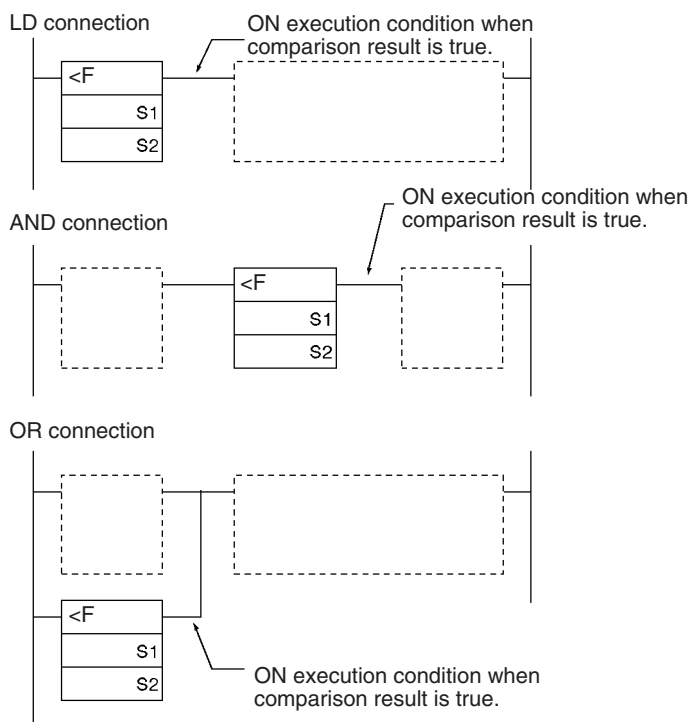 LD connection
ON execution condition when
comparison result is true.
<F
S1
S2
ON execution condition when
comparison result is true.
AND connection
<F
S1
S2
OR connection
<F
S1
S2
ON execution condition when
comparison result is true.